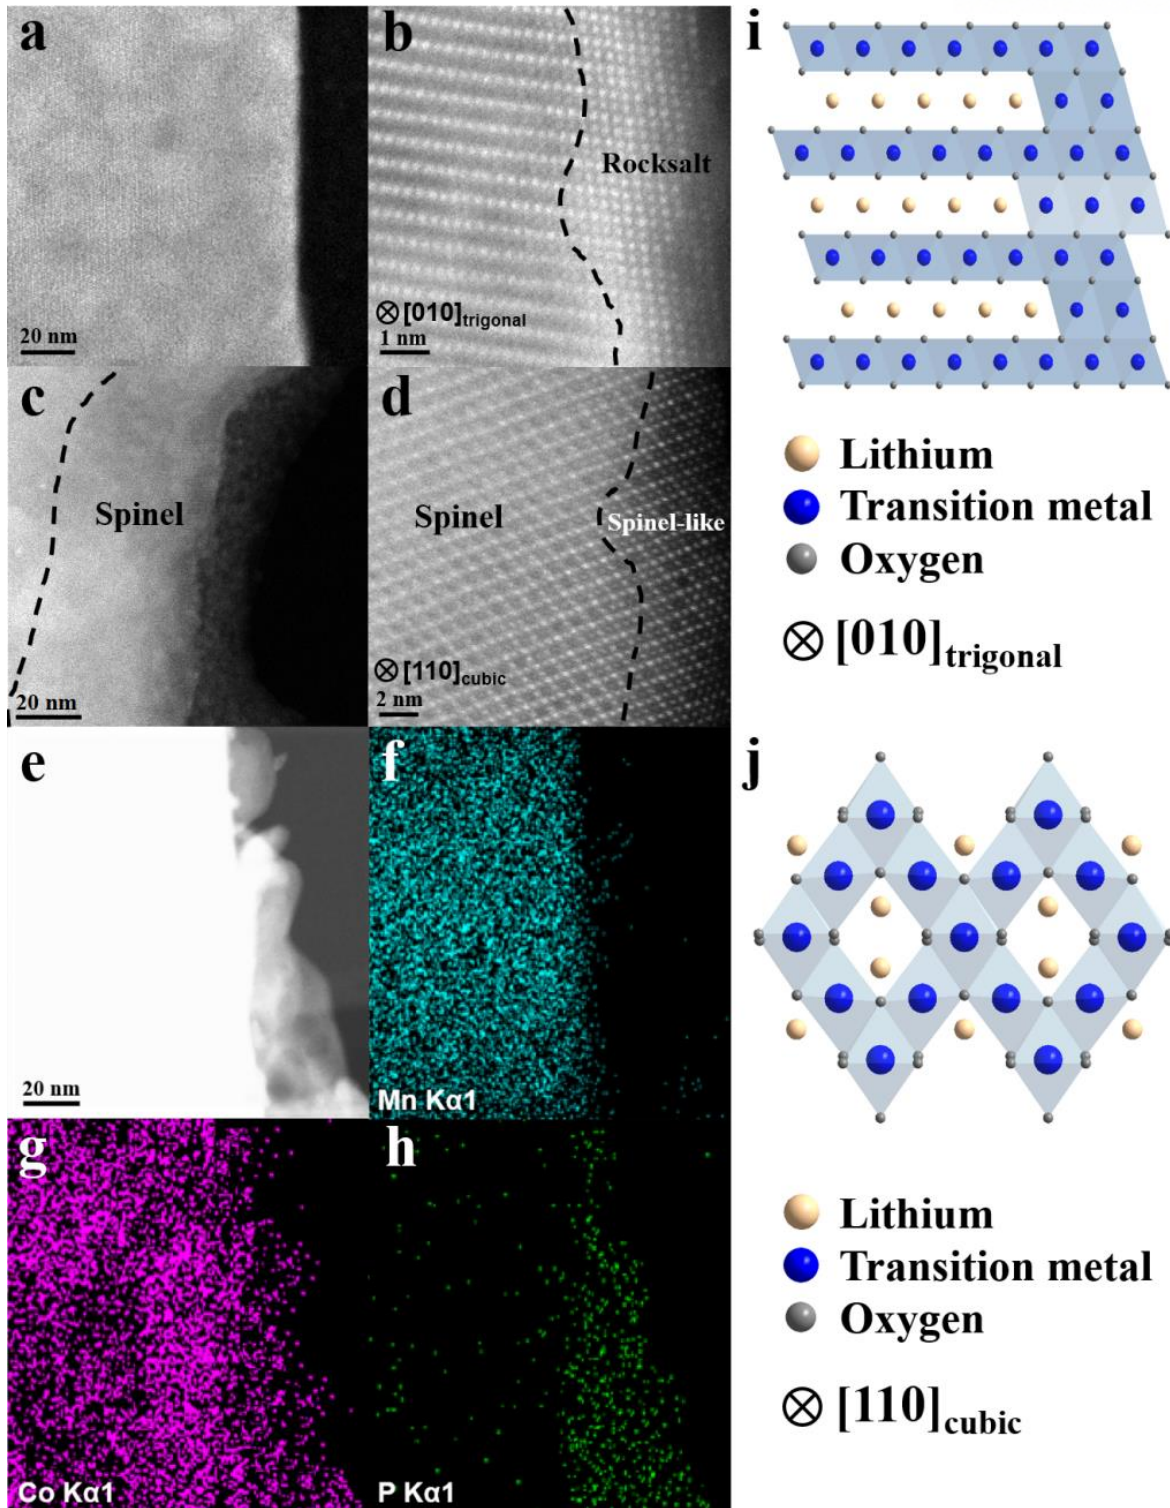 a
20 nm
b
Rocksalt
⊗ [010]trigonal
1 nm
c
Spinel
20 nm
d
Spinel
Spinel-like
⊗ [110]cubic
2 nm
e
20 nm
f
Mn Kα1
g
Co Kα1
h
P Kα1
i
Lithium
Transition metal
Oxygen
⊗ [010]trigonal
j
Lithium
Transition metal
Oxygen
⊗ [110]cubic